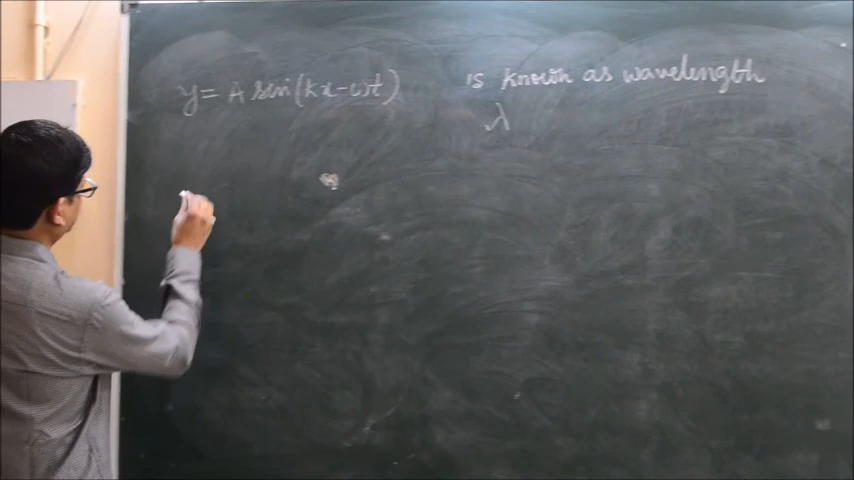 y = A sin(kx-ωt)
is known as wavelength
λ